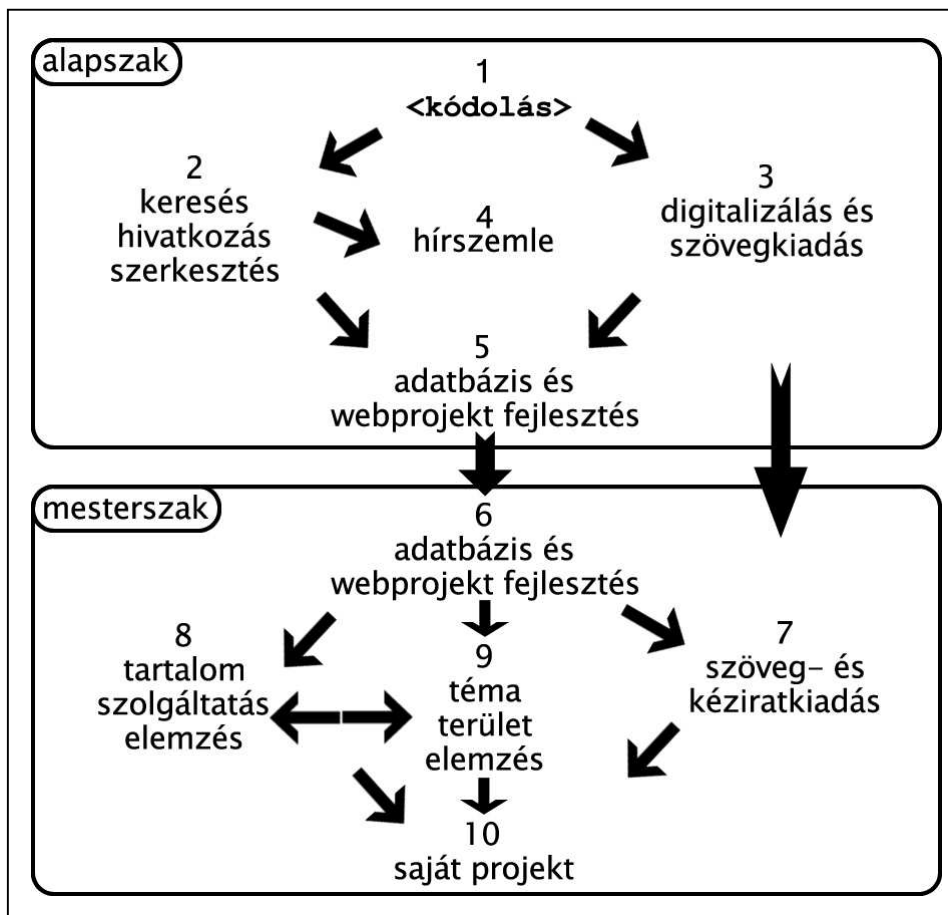 alapszak
1
<kódolás>
2
keresés
hivatkozás
szerkesztés
4
hírszemle
3
digitalizálás és
szövegkiadás
5
adatbázis és
webprojekt fejlesztés
mesterszak
6
adatbázis és
webprojekt fejlesztés
8
tartalom
szolgáltatás
elemzés
9
téma
terület
elemzés
7
szöveg– és
kéziratkiadás
10
saját projekt